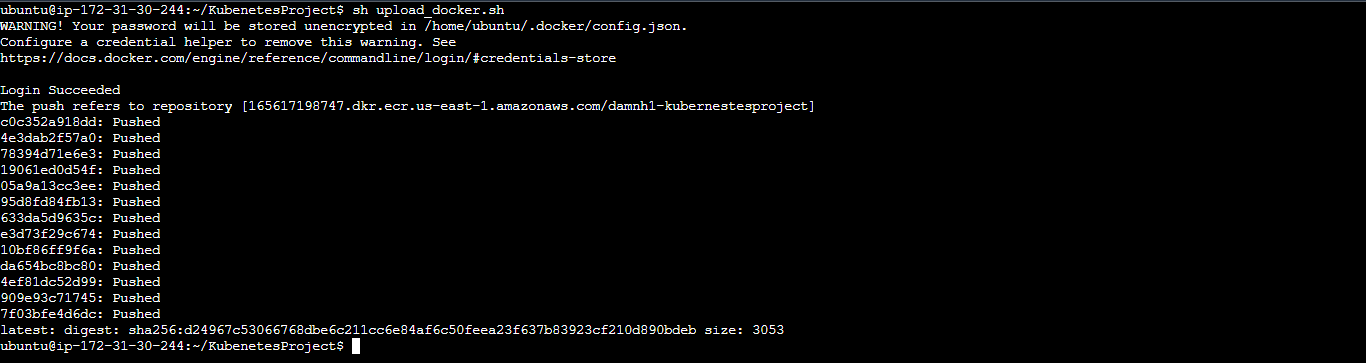 ubuntu@ip-172-31-30-244:~/KubenetesProject$ sh upload_docker.sh
WARNING! Your password will be stored unencrypted in /home/ubuntu/.docker/config.json.
Configure a credential helper to remove this warning. See
https://docs.docker.com/engine/reference/commandline/login/#credentials-store
Login Succeeded
The push refers to repository [165617198747.dkr.ecr.us-east-1.amazonaws.com/damnh1-kubernestesproject]
c0c352a918dd: Pushed
4e3dab2f57a0: Pushed
78394d71e6e3: Pushed
19061ed0d54f: Pushed
05a9a13cc3ee: Pushed
95d8fd84fb13: Pushed
633da5d9635c: Pushed
e3d73f29c674: Pushed
10bf86ff9f6a: Pushed
da654bc8bc80: Pushed
4ef81dc52d99: Pushed
909e93c71745: Pushed
7f03bfe4d6dc: Pushed
latest: digest: sha256:d24967c53066768dbe6c211cc6e84af6c50feea23f637b83923cf210d890bdeb size: 3053
ubuntu@ip-172-31-30-244:~/KubenetesProject$